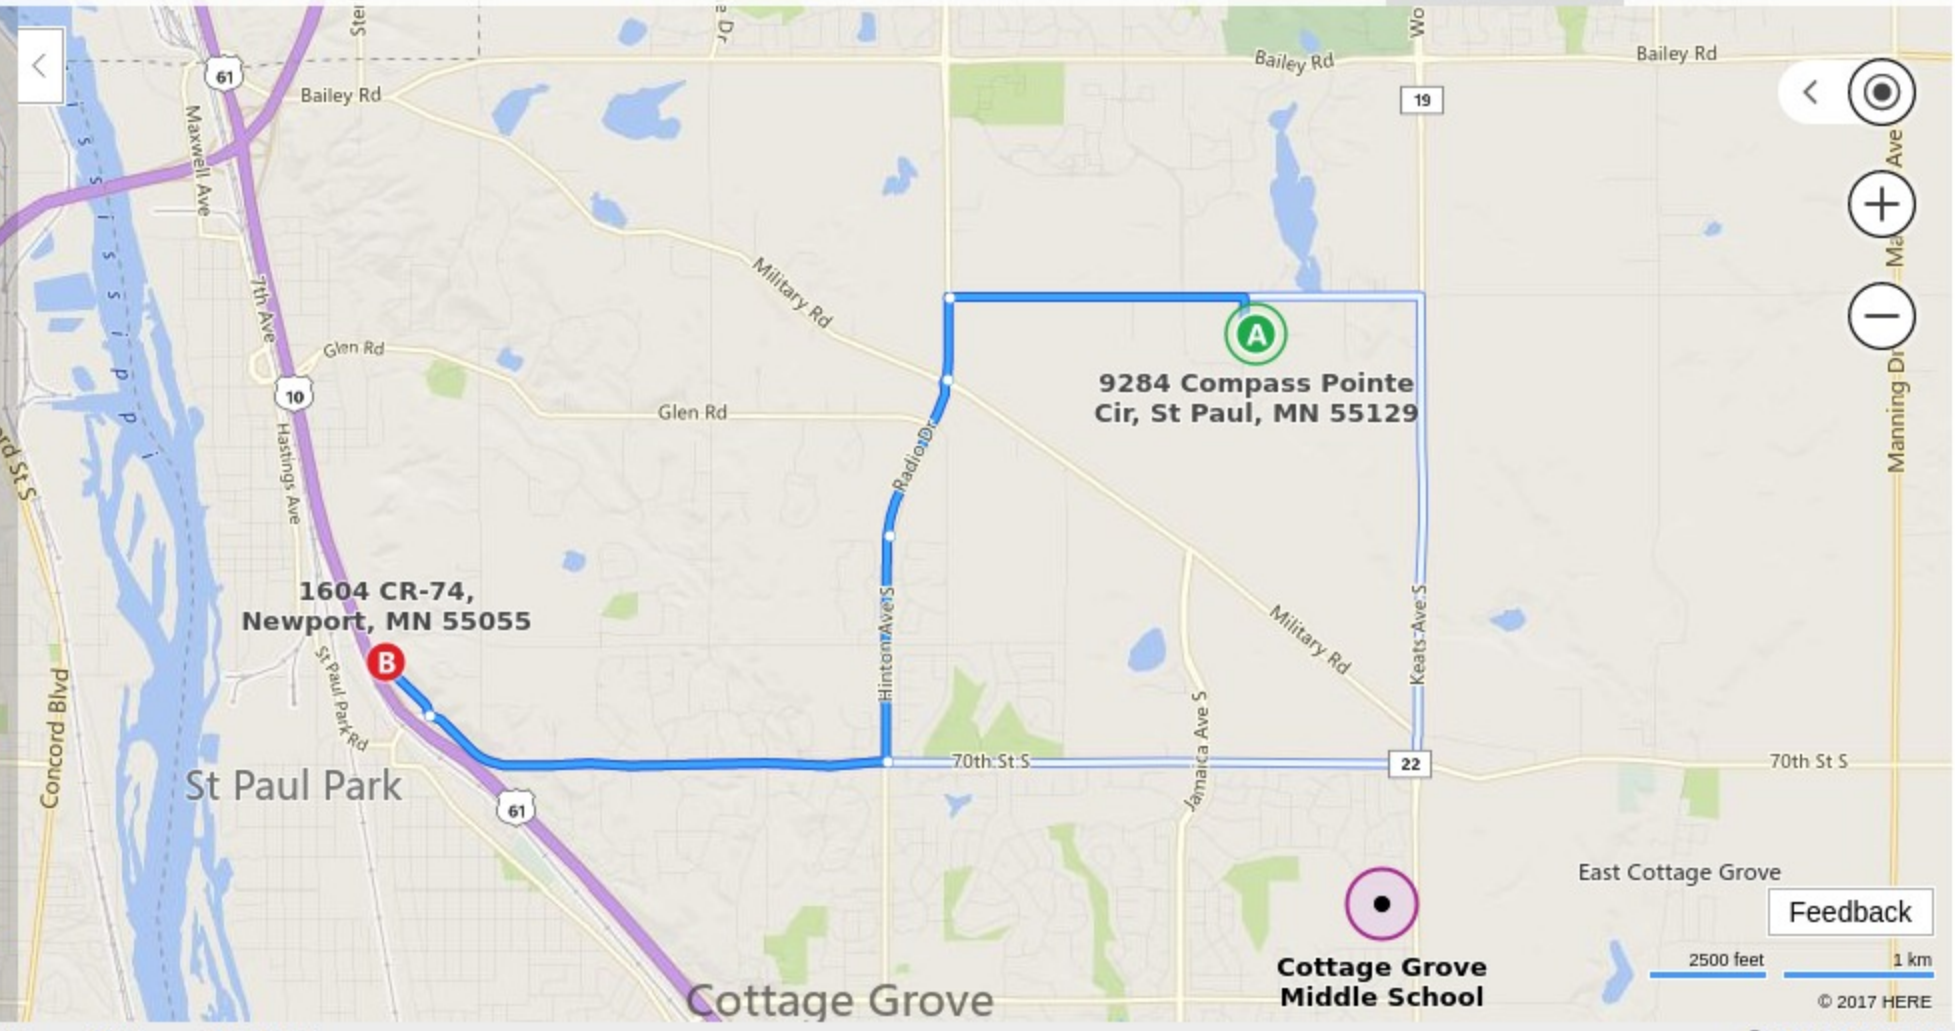 61
Bailey Rd
Bailey Rd
Bailey Rd
19
Maxwell Ave
7th Ave
Military Rd
Glen Rd
10
Glen Rd
Hastings Ave
Radio Dr
A
9284 Compass Pointe
Cir, St Paul, MN 55129
Manning Dr
Ave
1604 CR-74,
Newport, MN 55055
B
Hinton Ave S
Military Rd
Keats Ave S
St Paul Park Rd
Concord Blvd
St Paul Park
70th St S
Jamaica Ave S
22
70th St S
61
East Cottage Grove
Feedback
Cottage Grove
Middle School
2500 feet
1 km
Cottage Grove
© 2017 HERE